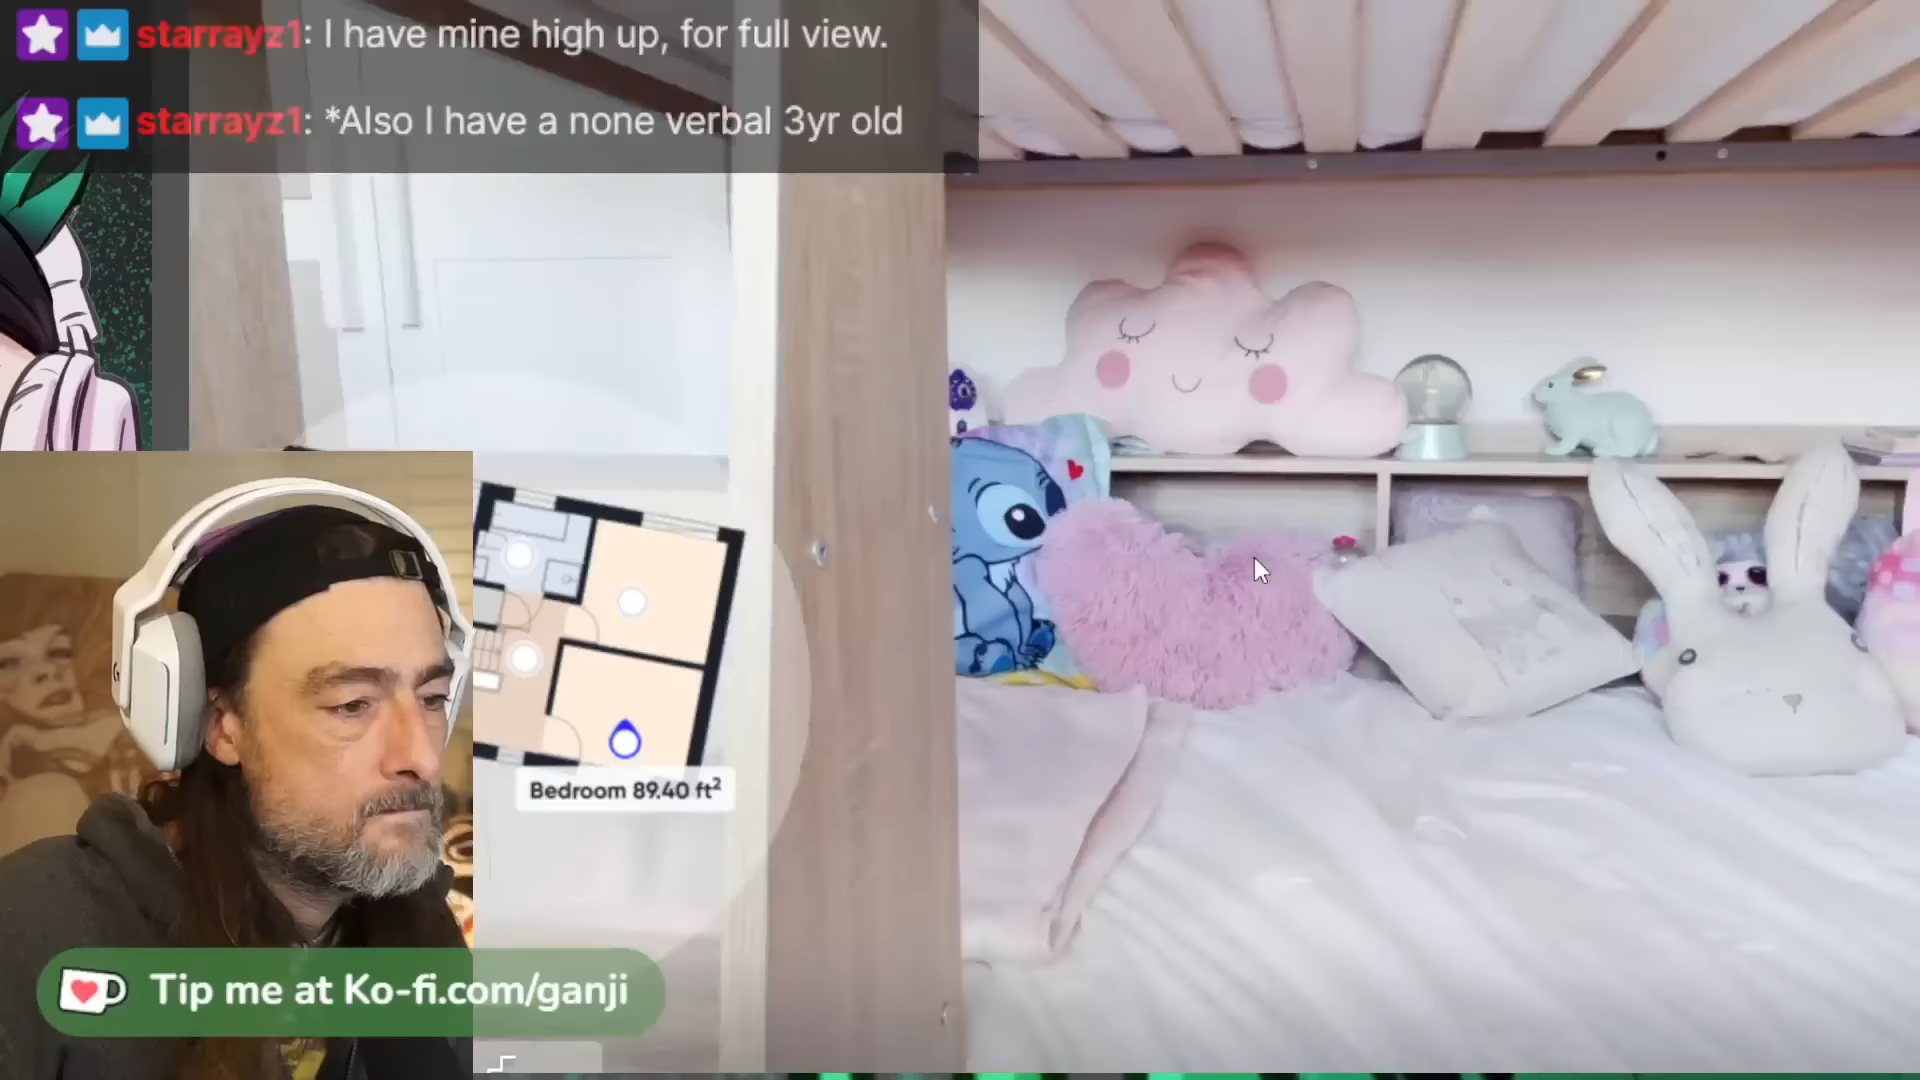 starrayz1: I have mine high up, for full view.
starrayz1: *Also I have a none verbal 3yr old
Bedroom 89.40 ft²
Tip me at Ko-fi.com/ganji